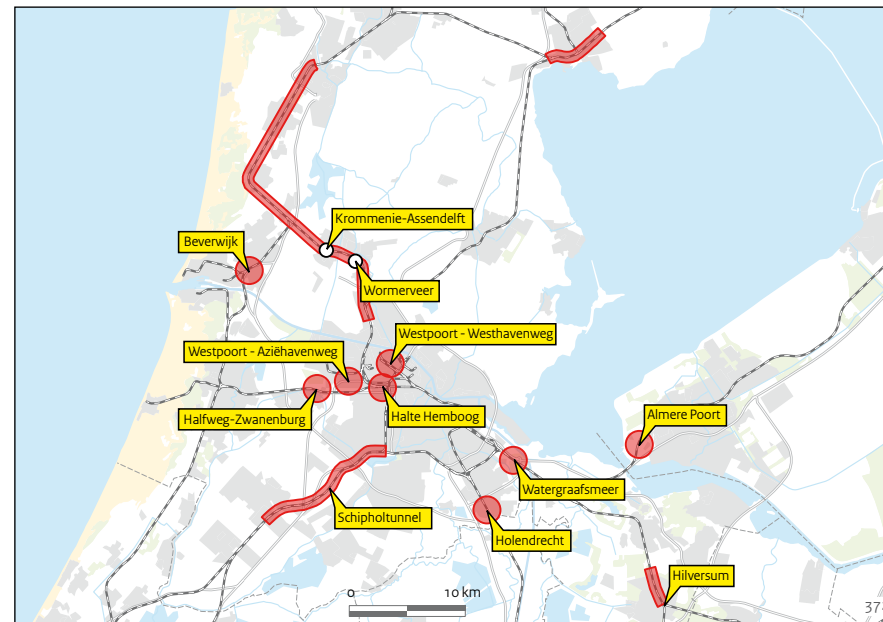 Krommenie-Assendelft
Beverwijk
Wormerveer
Westpoort - Westhavenweg
Westpoort - Aziëhavenweg
Halfweg-Zwanenburg
Halte Hemboog
Almere Poort
Watergraafsmeer
Schipholtunnel
Holendrecht
Hilversum
0 10 km
37